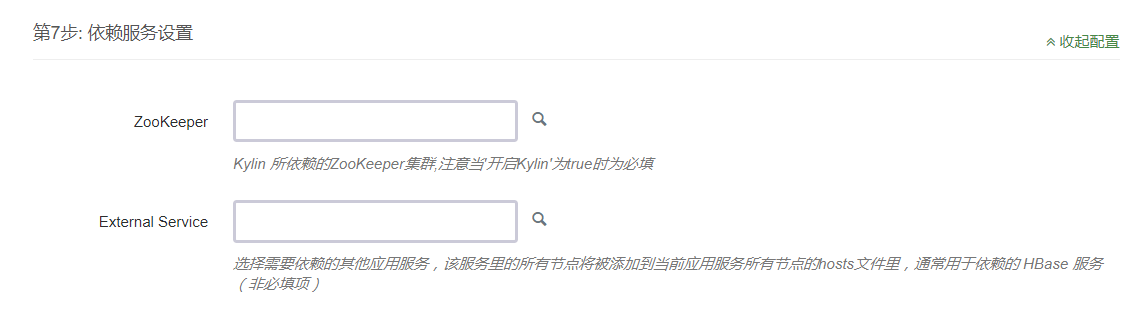 第7步: 依赖服务设置
收起配置
ZooKeeper
Kylin 所依赖的ZooKeeper集群,注意当'开启Kylin'为true时为必填
External Service
选择需要依赖的其他应用服务，该服务里的所有节点将被添加到当前应用服务所有节点的hosts文件里，通常用于依赖的 HBase 服务
（非必填项）